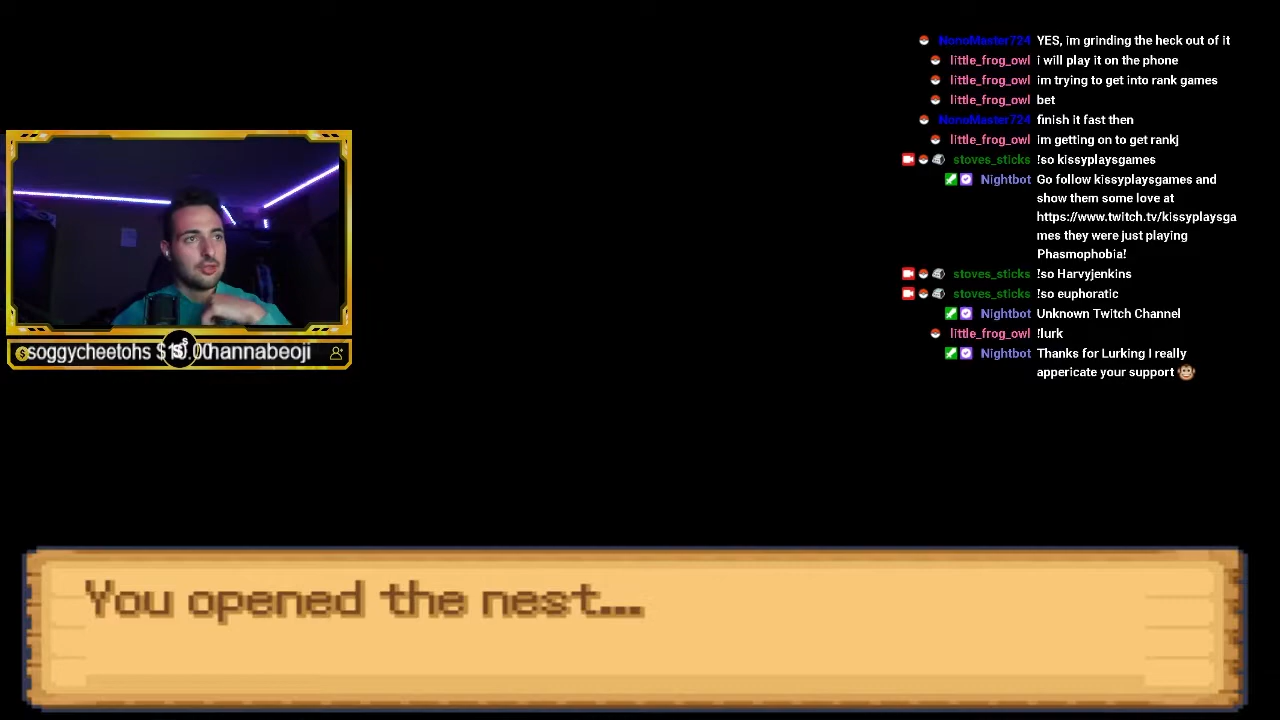 NonoMaster724 YES, im grinding the heck out of it
little_frog_owl i will play it on the phone
little_frog_owl im trying to get into rank games
little_frog_owl bet
NonoMaster724 finish it fast then
little_frog_owl im getting on to get rankj
stoves_sticks !so kissyplaysgames
Nightbot Go follow kissyplaysgames and
show them some love at
https://www.twitch.tv/kissyplaysga
mes they were just playing
Phasmophobia!
stoves_sticks !so Harvyjenkins
stoves_sticks !so euphoratic
Nightbot Unknown Twitch Channel
little_frog_owl !lurk
Nightbot Thanks for Lurking I really
appericate your support
soggycheetohs hannabeoji
You opened the nest...